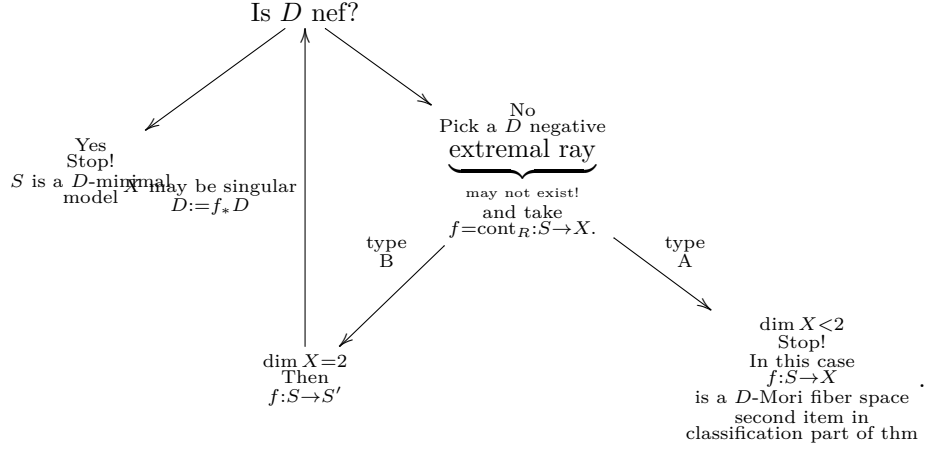 Is D nef?
No
Pick a D negative
extremal ray
may not exist!
and take
f=cont_R:S→X.
Yes
Stop!
S is a D-minimal
model
X may be singular
D:=f_*D
type
B
type
A
dim X=2
Then
f:S→S′
dim X<2
Stop!
In this case
f:S→X
is a D-Mori fiber space
second item in
classification part of thm
.